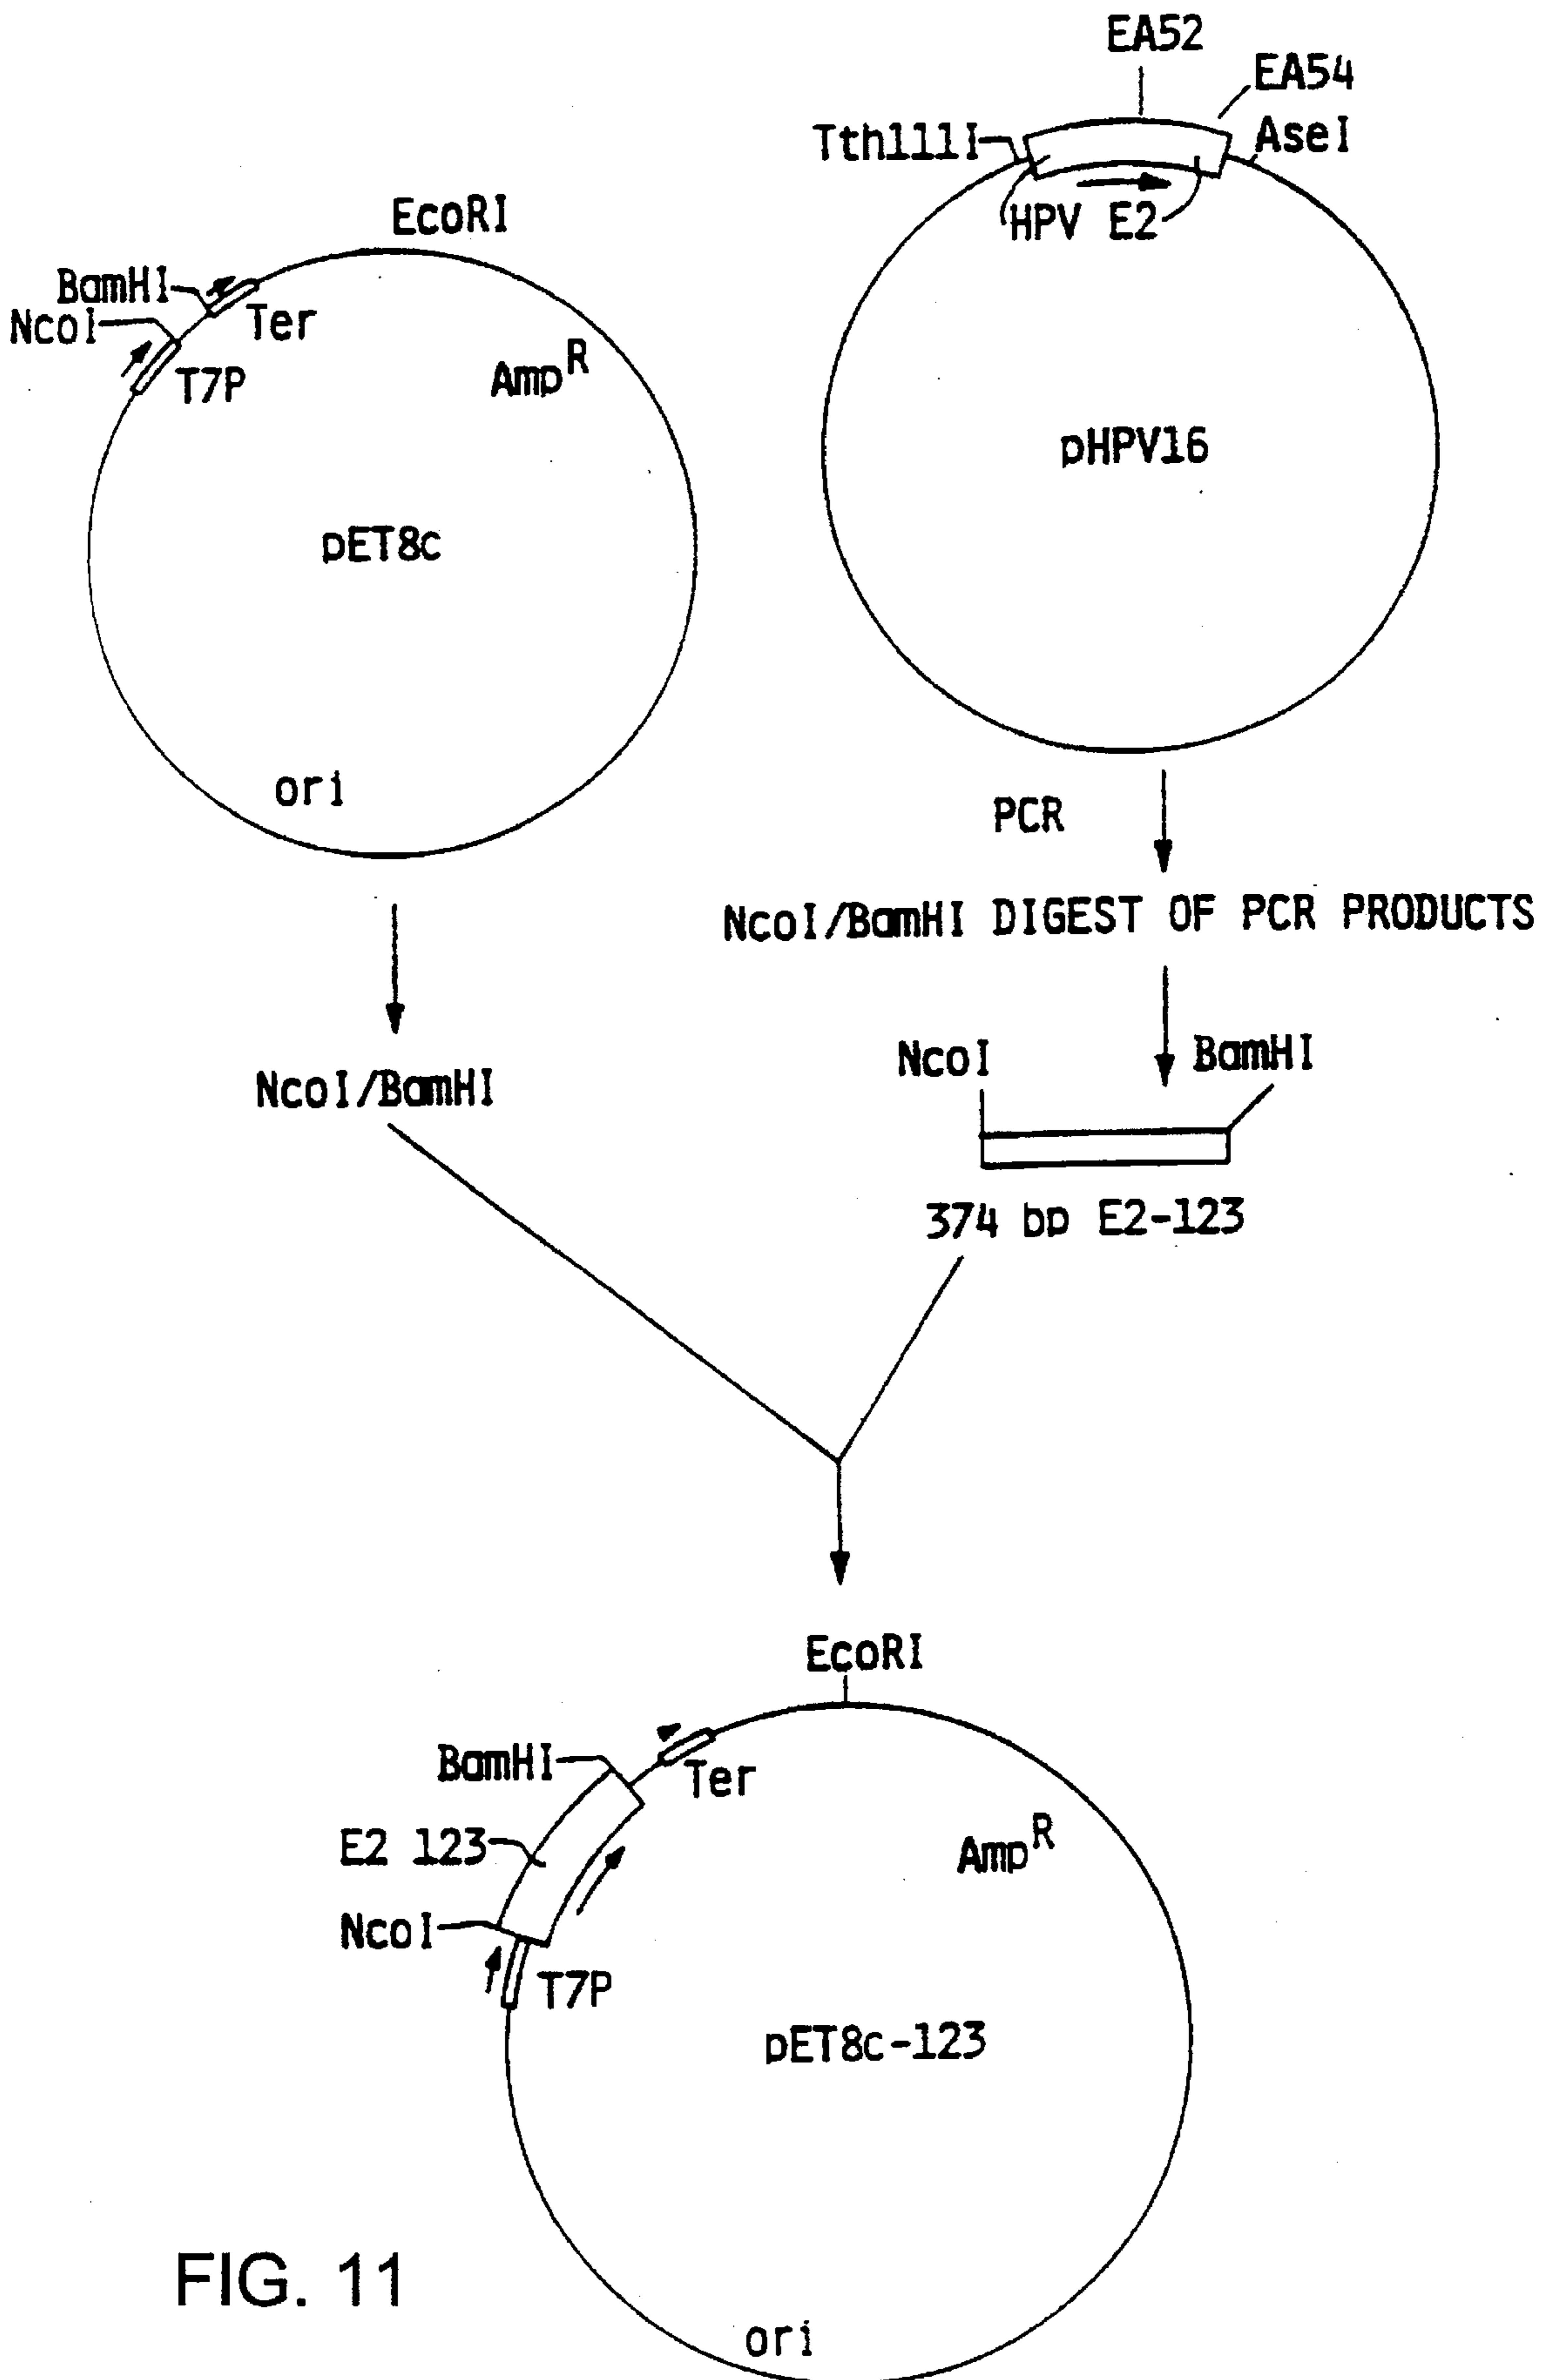 EA52
EA54
Tth111I
AseI
HPV E2
pHPV16
EcoRI
BamHI
NcoI
Ter
T7P
Amp^R
pET8c
ori
PCR
NcoI/BamHI DIGEST OF PCR PRODUCTS
NcoI/BamHI
NcoI
BamHI
374 bp E2-123
EcoRI
BamHI
Ter
E2 123
Amp^R
NcoI
T7P
pET8c-123
FIG. 11
ori